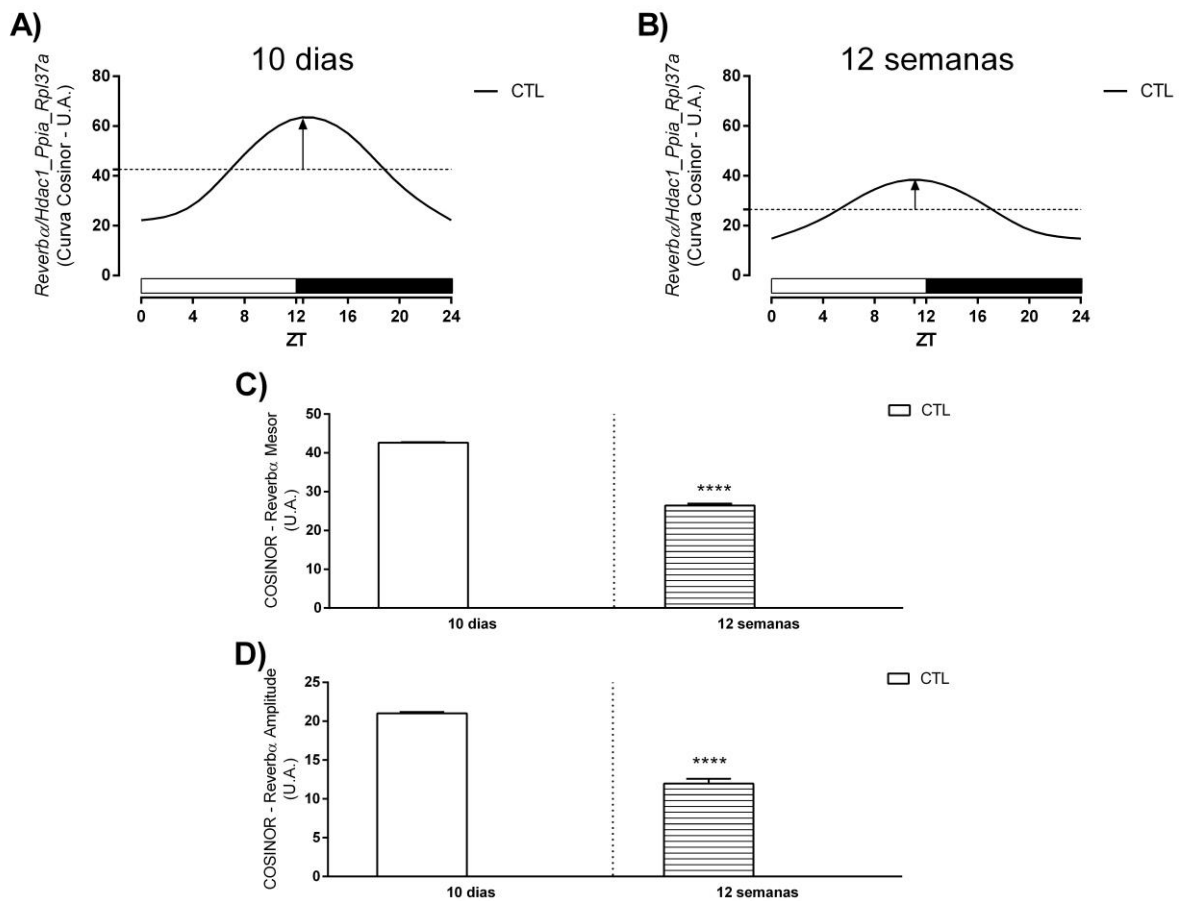 A)
10 dias
Reverbα/Hdac1_Ppia_Rpl37a
(Curva Cosinor - U.A.)
80
60
40
20
0
CTL
0 4 8 12 16 20 24
ZT
B)
12 semanas
Reverbα/Hdac1_Ppia_Rpl37a
(Curva Cosinor - U.A.)
80
60
40
20
0
CTL
0 4 8 12 16 20 24
ZT
C)
COSINOR - Reverbα Mesor
(U.A.)
50
40
30
20
10
0
CTL
****
10 dias
12 semanas
D)
COSINOR - Reverbα Amplitude
(U.A.)
25
20
15
10
5
0
CTL
****
10 dias
12 semanas